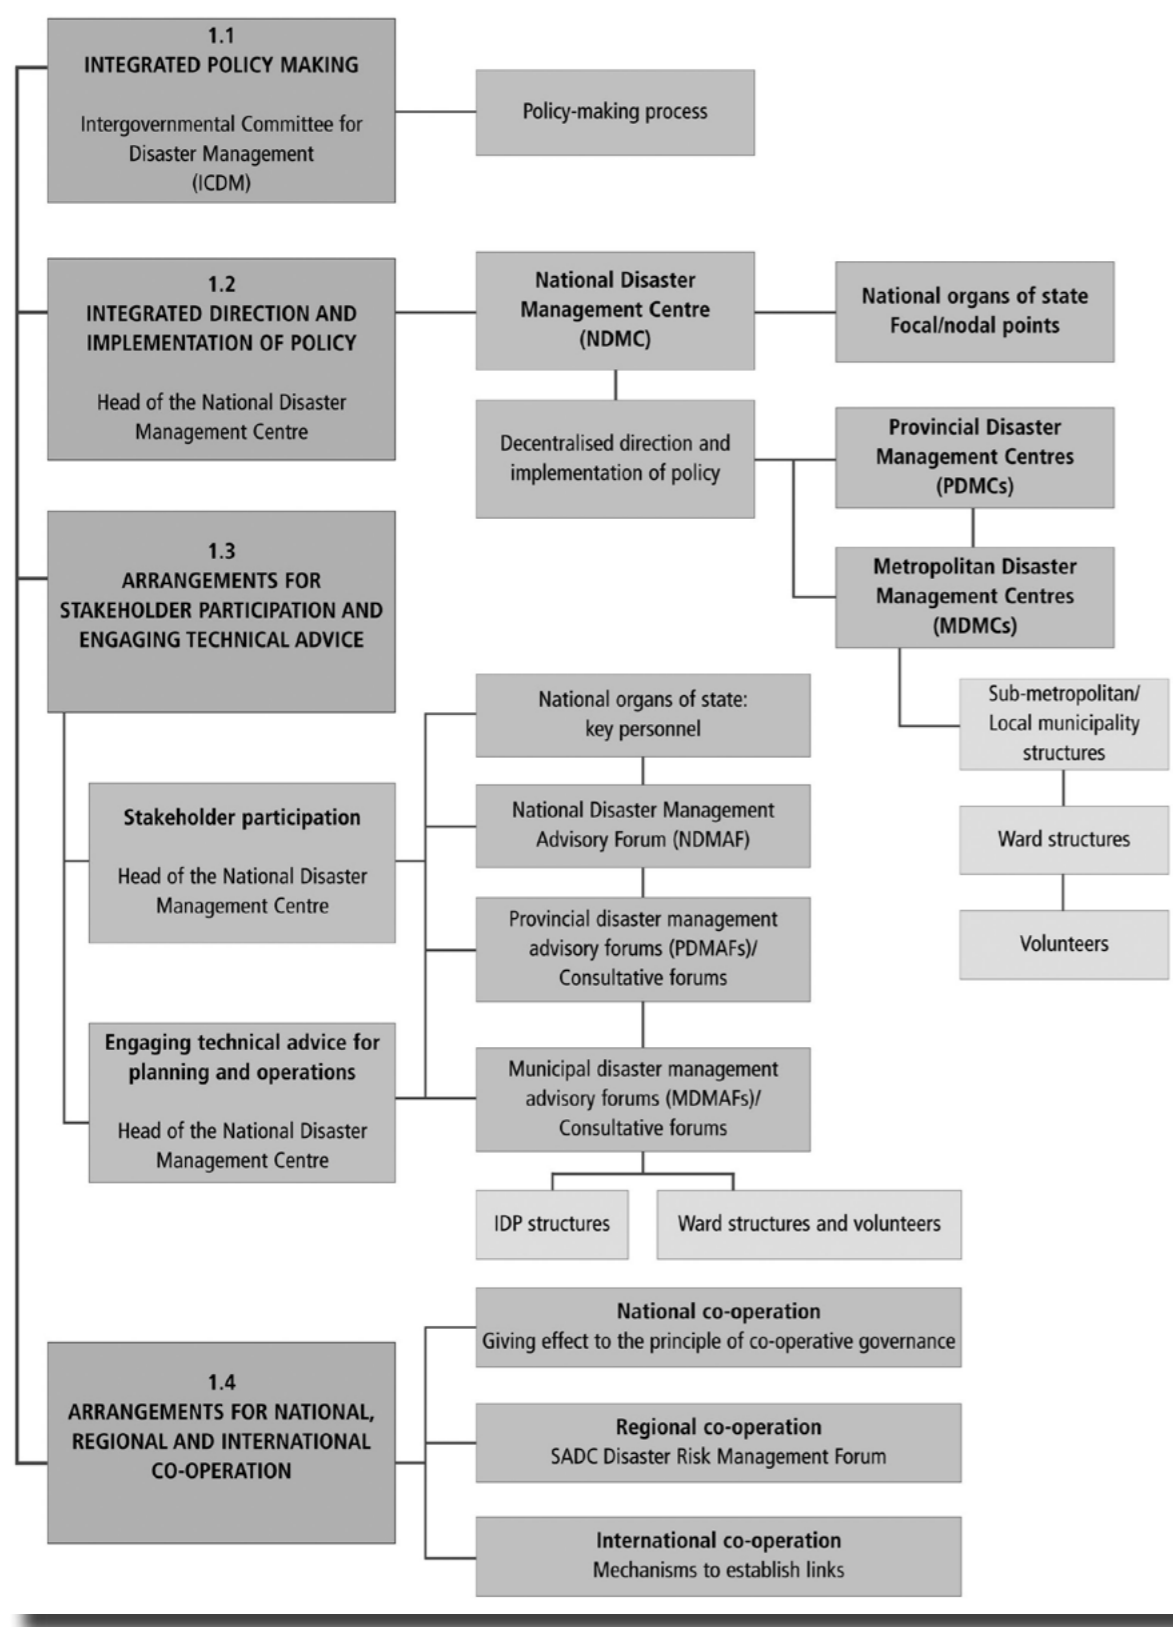 1.1
INTEGRATED POLICY MAKING
Intergovernmental Committee for
Disaster Management
(ICDM)
Policy-making process
1.2
INTEGRATED DIRECTION AND
IMPLEMENTATION OF POLICY
Head of the National Disaster
Management Centre
National Disaster
Management Centre
(NDMC)
National organs of state
Focal/nodal points
Decentralised direction and
implementation of policy
Provincial Disaster
Management Centres
(PDMCs)
Metropolitan Disaster
Management Centres
(MDMCs)
Sub-metropolitan/
Local municipality
structures
Ward structures
Volunteers
1.3
ARRANGEMENTS FOR
STAKEHOLDER PARTICIPATION AND
ENGAGING TECHNICAL ADVICE
Stakeholder participation
Head of the National Disaster
Management Centre
Engaging technical advice for
planning and operations
Head of the National Disaster
Management Centre
National organs of state:
key personnel
National Disaster Management
Advisory Forum (NDMAF)
Provincial disaster management
advisory forums (PDMAFs)/
Consultative forums
Municipal disaster management
advisory forums (MDMAFs)/
Consultative forums
IDP structures
Ward structures and volunteers
1.4
ARRANGEMENTS FOR NATIONAL,
REGIONAL AND INTERNATIONAL
CO-OPERATION
National co-operation
Giving effect to the principle of co-operative governance
Regional co-operation
SADC Disaster Risk Management Forum
International co-operation
Mechanisms to establish links